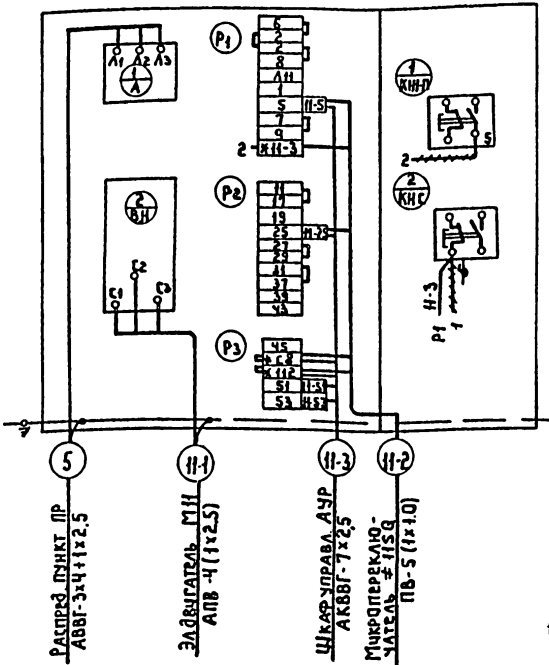 Л1 Л2 Л3
1
А
Р1
6
2
2
8
Л11
1
5 11-5
7
9
2 Х11-3
1
КНП
5
2
2
ВН
С1 С2 С3
Р2
11
17
19
25 11-25
27
29
31
37
39
43
2
КНС
Р1 11-3
1
Р3
45
+С8
Х112
51 11-51
53 11-53
5
11-1
11-3
11-2
РАСПРЕД ПУНКТ ПР
АВВГ-3х4+1х2,5
ЭЛ.ДВИГАТЕЛЬ М11
АПВ-4 (1х2,5)
ШКАФ УПРАВЛ. АУР
АКВВГ-7х2,5
МИКРОПЕРЕКЛЮ-
ЧАТЕЛЬ ≠11SQ
ПВ-5 (1х1.0)